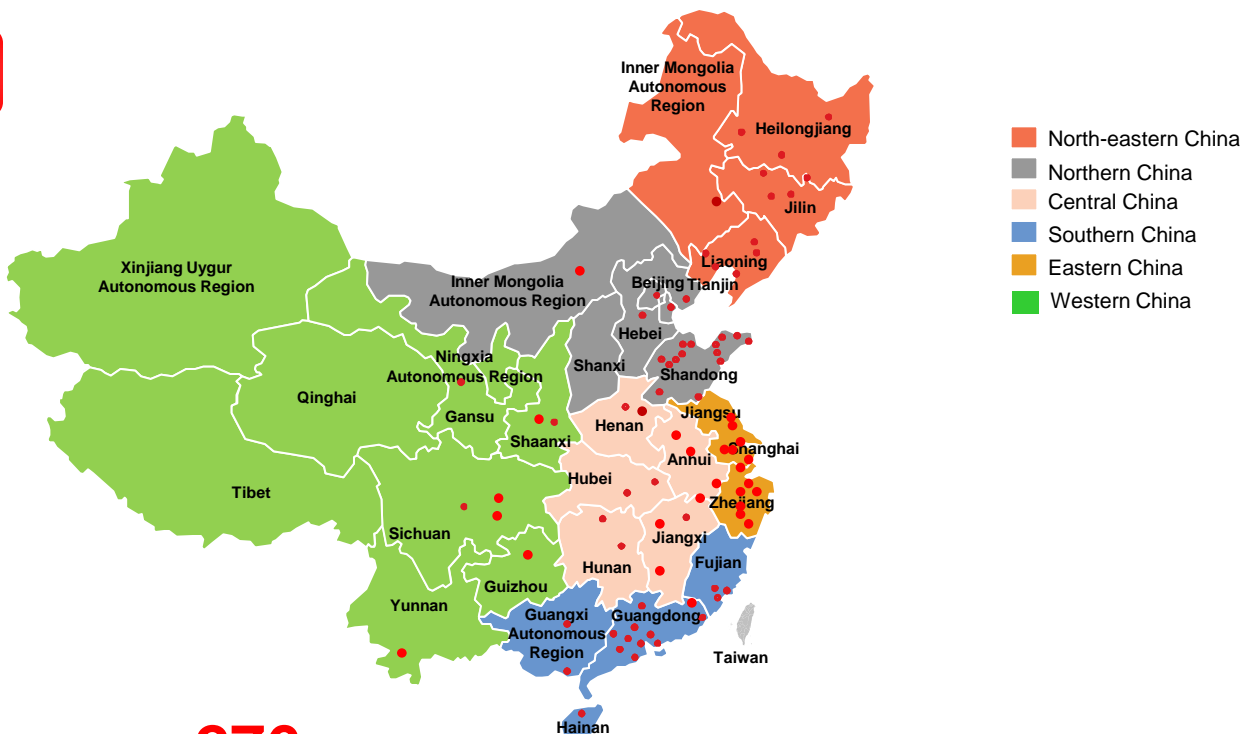 Inner Mongolia
Autonomous
Region
Heilongjiang
Jilin
Liaoning
Xinjiang Uygur
Autonomous Region
Inner Mongolia
Autonomous Region
Beijing
Tianjin
Hebei
Shanxi
Shandong
Ningxia
Autonomous Region
Qinghai
Gansu
Shaanxi
Henan
Jiangsu
Shanghai
Anhui
Hubei
Zhejiang
Tibet
Sichuan
Jiangxi
Hunan
Fujian
Guizhou
Yunnan
Guangxi
Autonomous
Region
Guangdong
Taiwan
Hainan
North-eastern China
Northern China
Central China
Southern China
Eastern China
Western China